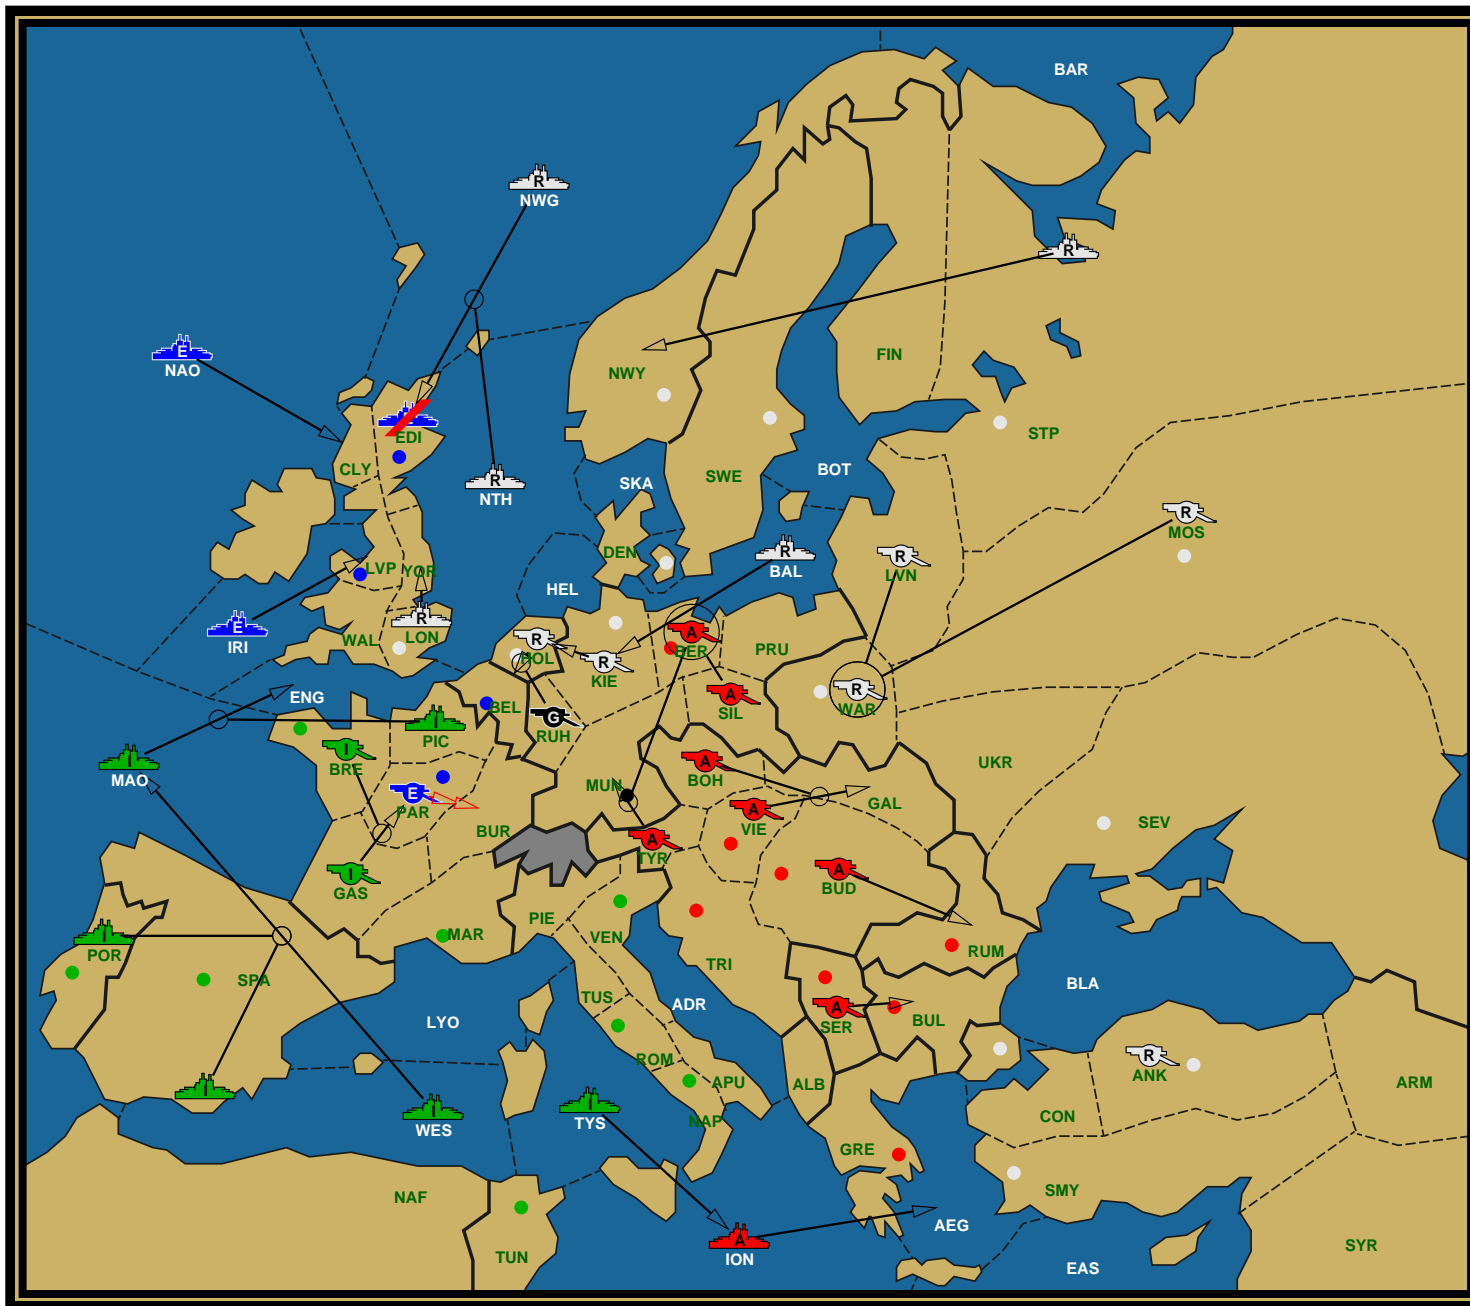 BAR
R
NWG
R
E
NAO
FIN
NWY
EDI
STP
CLY
SWE
BOT
SKA
R
NTH
R
MOS
DEN
R
BAL
R
LVN
LVP
YOR
HEL
E
IRI
WAL
R
LON
R
HOL
R
KIE
A
BER
PRU
ENG
BEL
G
RUH
A
SIL
R
WAR
I
PIC
I
MAO
I
BRE
A
BOH
UKR
MUN
E
PAR
A
VIE
GAL
SEV
BUR
A
TYR
I
GAS
A
BUD
PIE
I
POR
MAR
VEN
RUM
SPA
TRI
BLA
TUS
ADR
LYO
A
SER
BUL
ROM
R
ANK
APU
ALB
ARM
I
I
WES
I
TYS
NAP
CON
GRE
NAF
SMY
AEG
A
ION
TUN
EAS
SYR